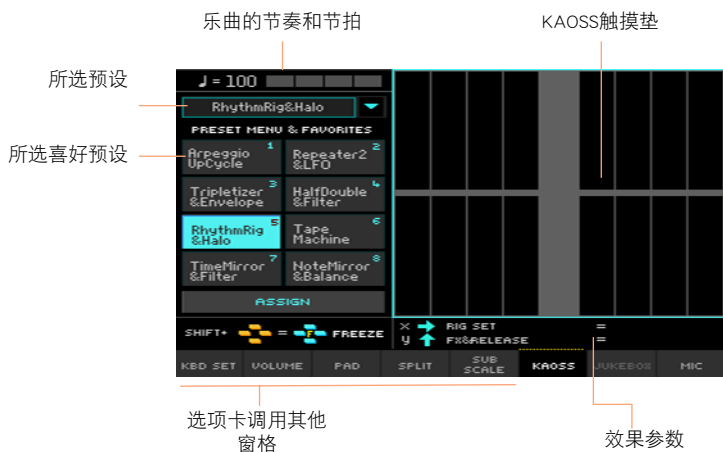 乐曲的节奏和节拍
KAOSS触摸垫
所选预设
♩= 100
RhythmRig&Halo
PRESET MENU & FAVORITES
所选喜好预设
Arpeggio UpCycle 1
Repeater2 &LFO 2
Tripletizer &Envelope 3
HalfDouble &Filter 4
RhythmRig &Halo 5
Tape Machine 6
TimeMirror &Filter 7
NoteMirror &Balance 8
ASSIGN
SHIFT+ = F FREEZE
X RIG SET =
y FX&RELEASE =
KBD SET VOLUME PAD SPLIT SUB SCALE KAOSS JUKEBOX MIC
选项卡调用其他
窗格
效果参数